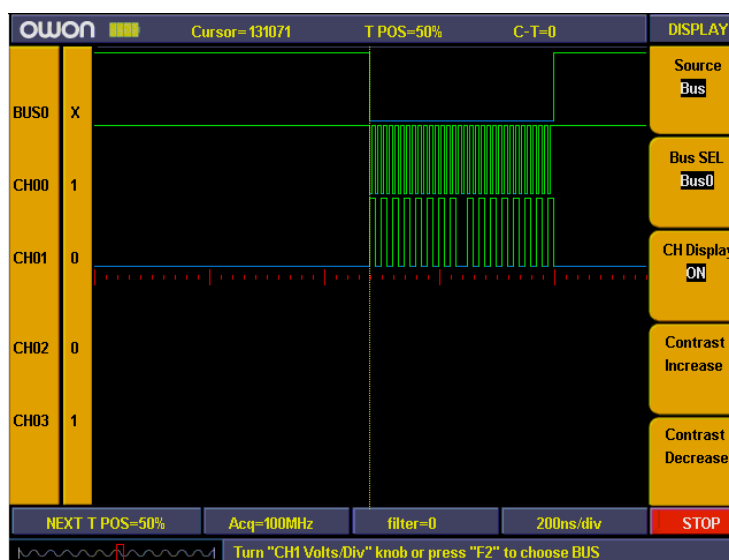 owon Cursor=131071 T POS=50% C-T=0 DISPLAY
Source
Bus
BUS0 X
Bus SEL
Bus0
CH00 1
CH01 0
CH Display
ON
CH02 0
Contrast
Increase
CH03 1
Contrast
Decrease
NEXT T POS=50% Acq=100MHz filter=0 200ns/div STOP
Turn "CH1 Volts/Div" knob or press "F2" to choose BUS